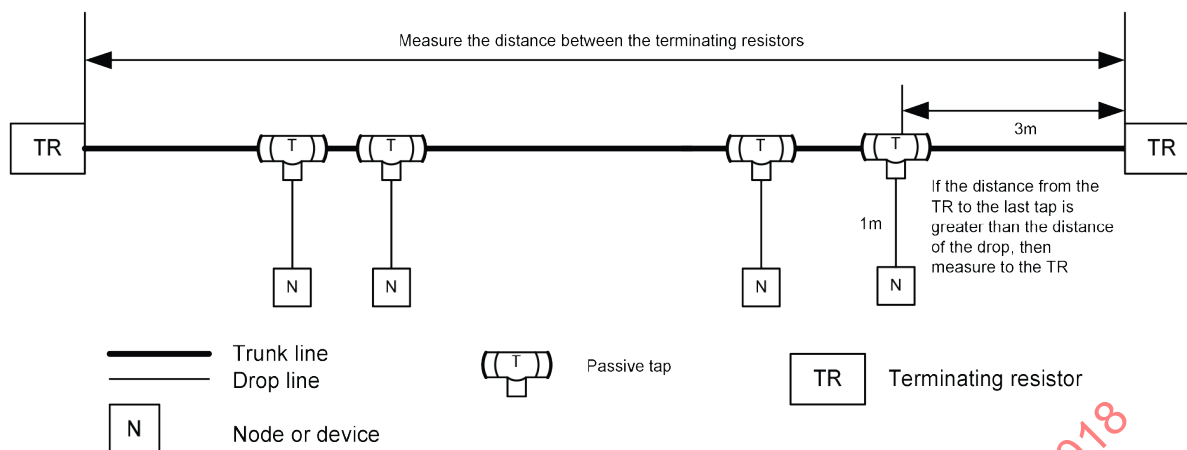 Measure the distance between the terminating resistors
3m
TR
T
T
T
T
TR
If the distance from the
TR to the last tap is
greater than the distance
of the drop, then
measure to the TR
1m
N
N
N
N
Trunk line
Drop line
T
Passive tap
TR
Terminating resistor
N
Node or device
018